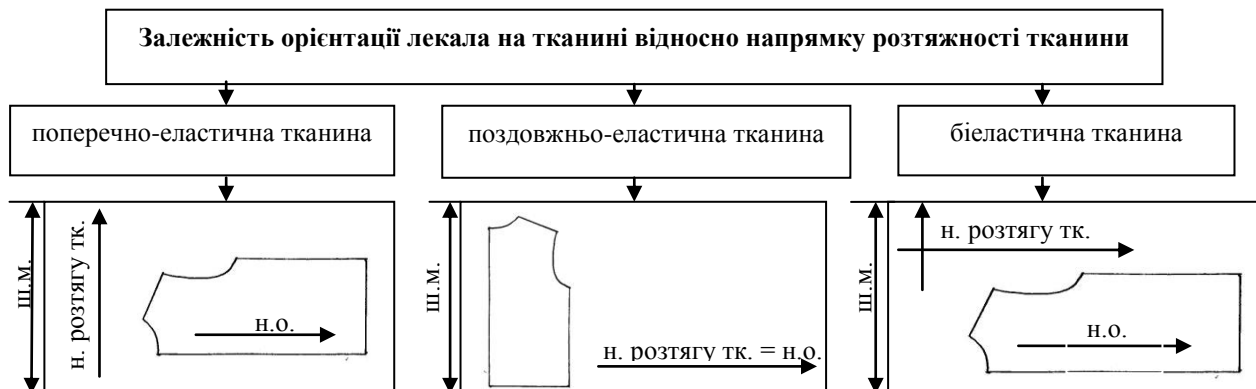 Залежність орієнтації лекала на тканині відносно напрямку розтяжності тканини
поперечно-еластична тканина
поздовжньо-еластична тканина
біеластична тканина
ш.м.
н. розтягу тк.
н.о.
ш.м.
н. розтягу тк. = н.о.
ш.м.
н. розтягу тк.
н.о.